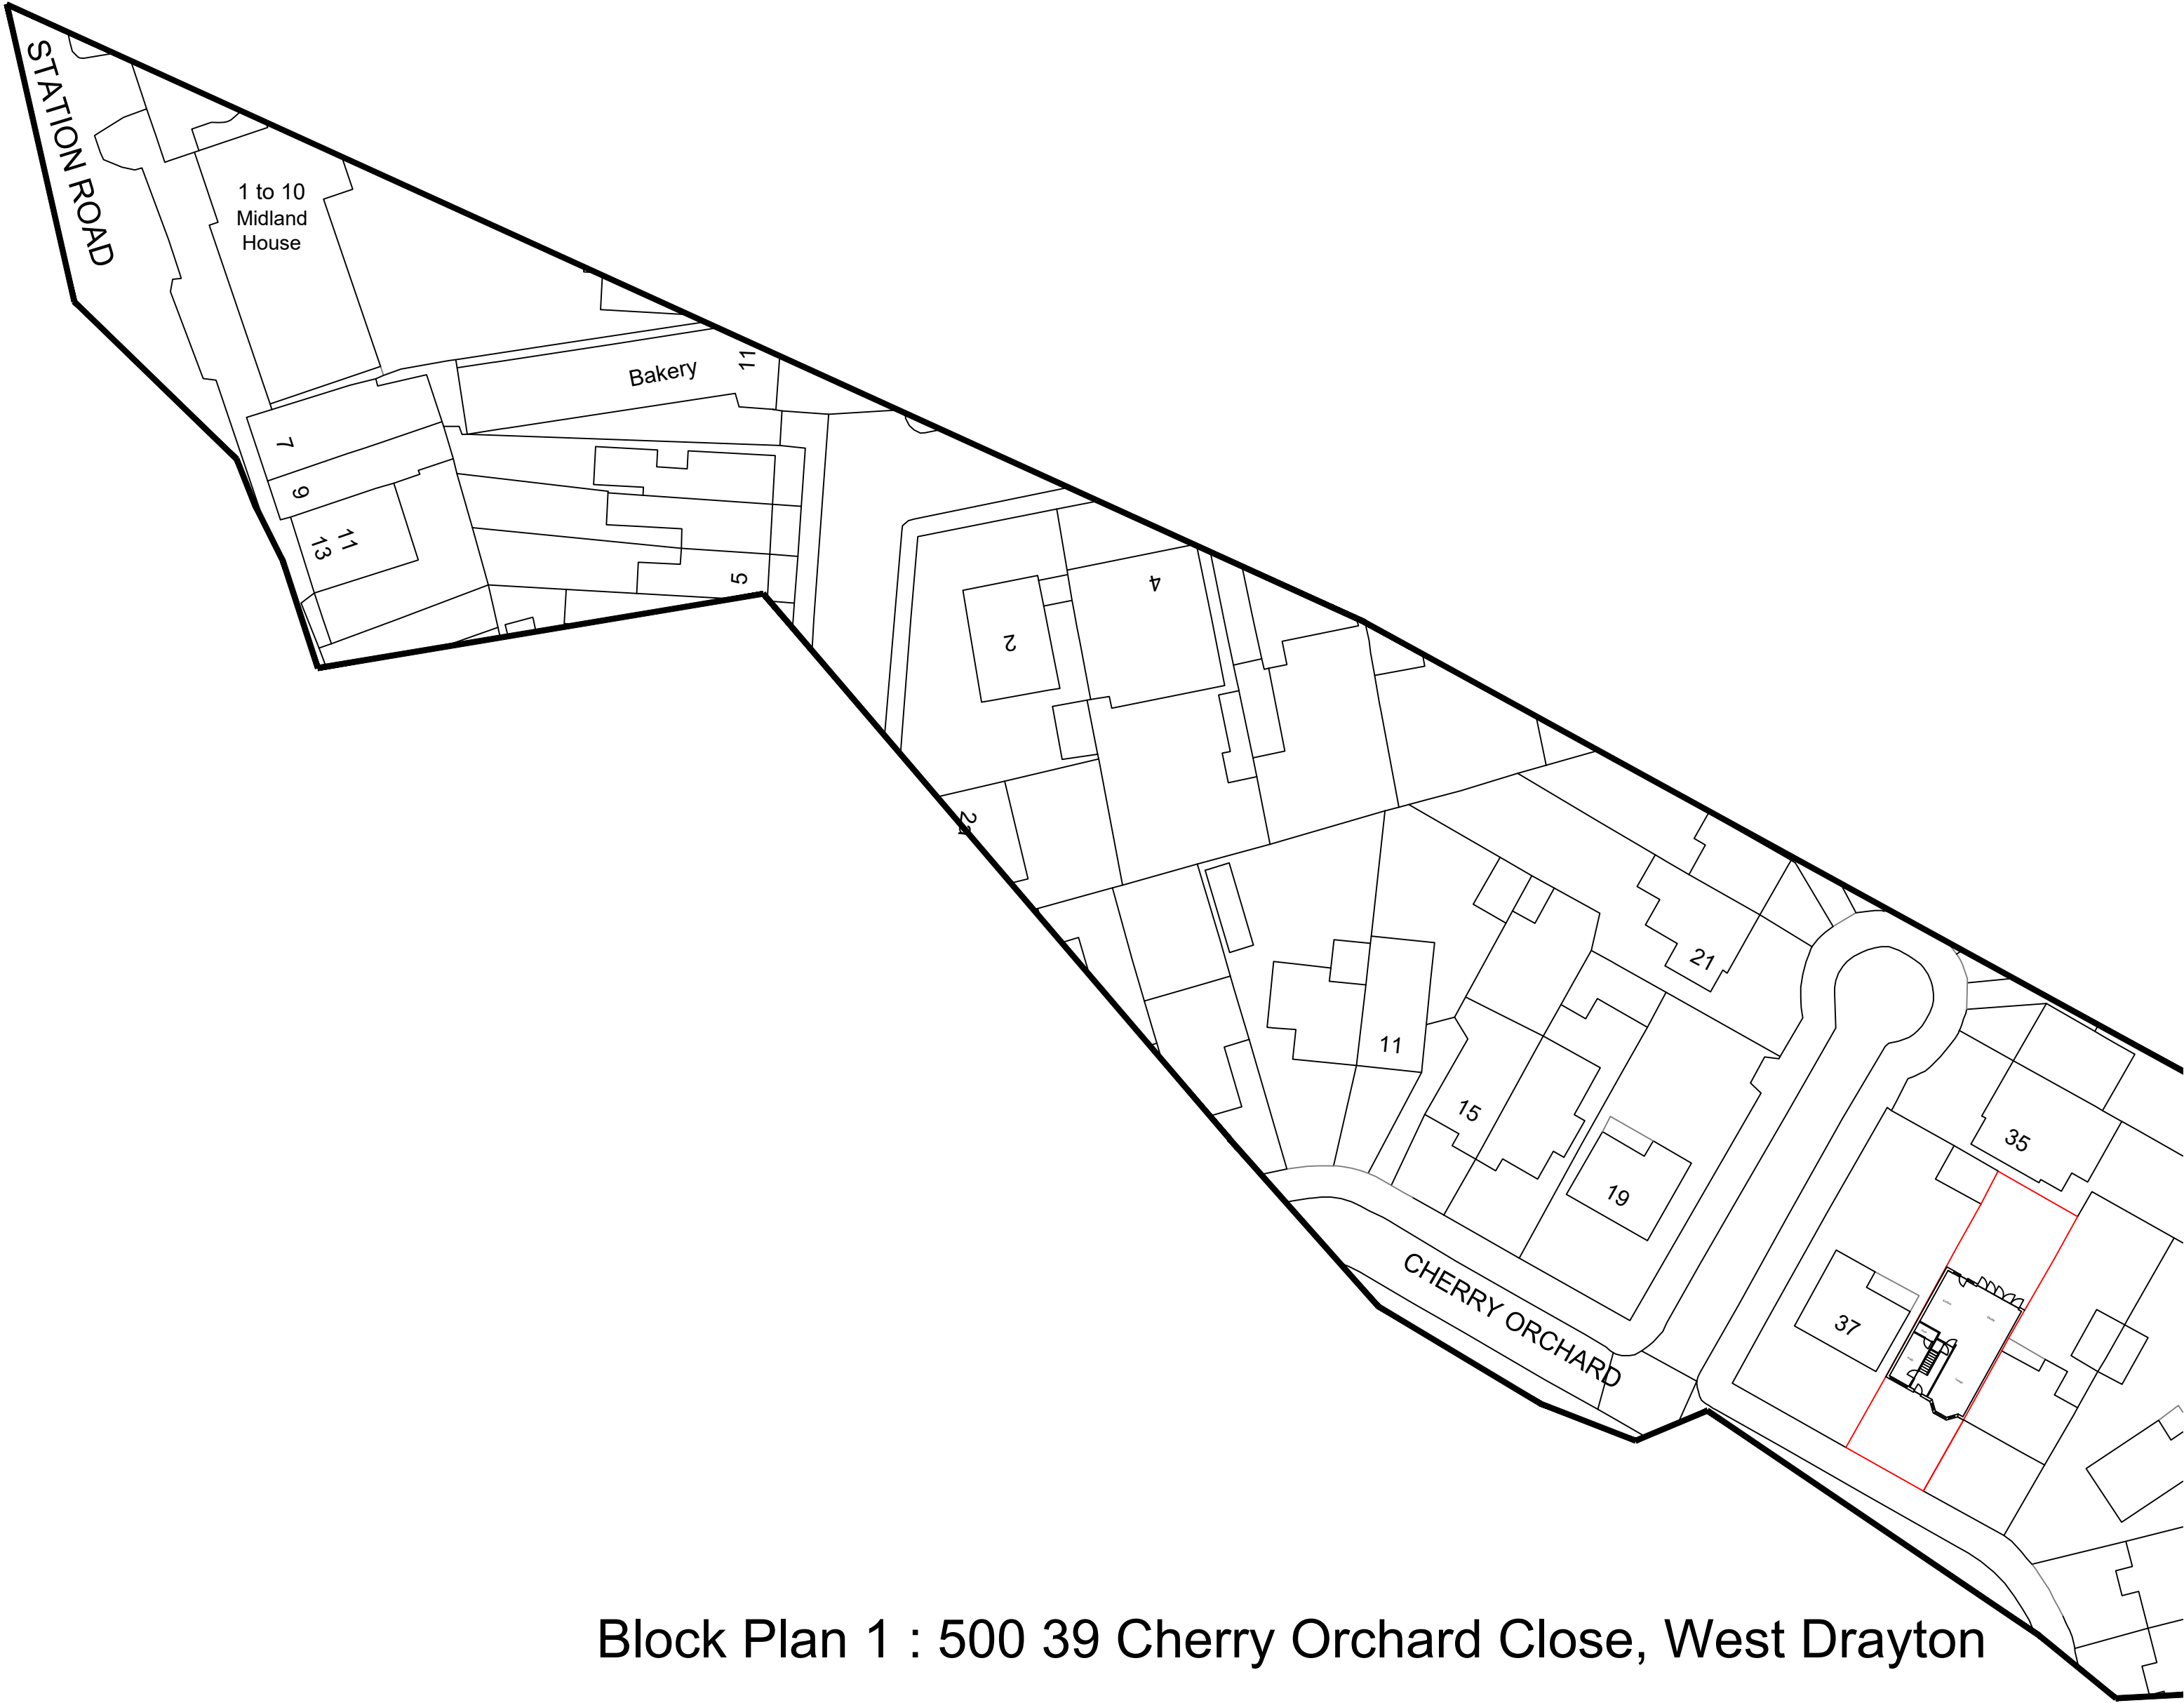 STATION ROAD
1 to 10
Midland
House
Bakery
11
7
9
11
13
5
4
2
21
11
15
19
35
37
CHERRY ORCHARD
Block Plan 1 : 500 39 Cherry Orchard Close, West Drayton